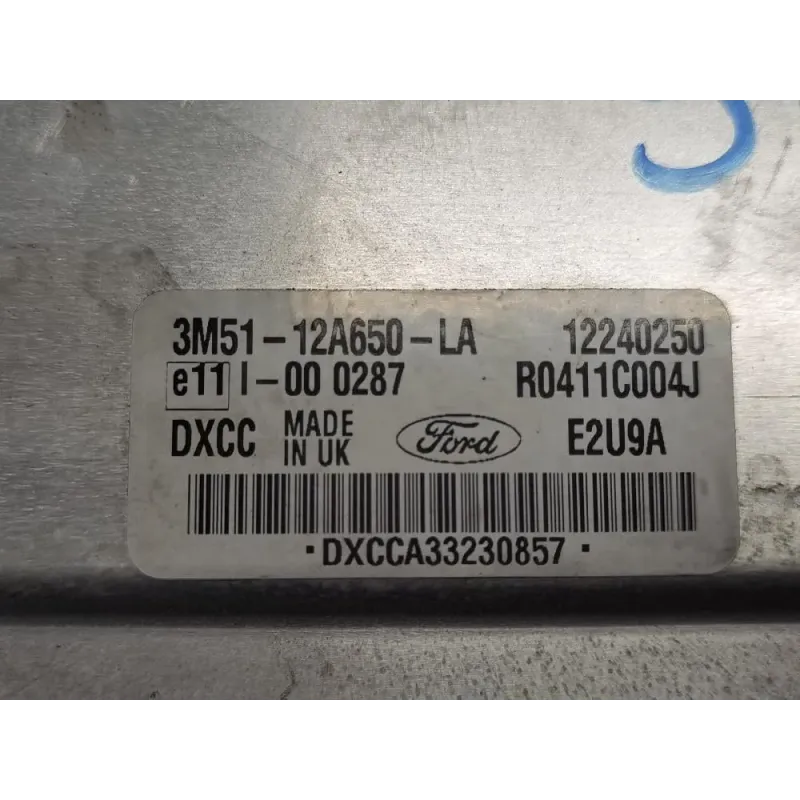 3M51-12A650-LA 12240250
e11 I-00 0287 R0411C004J
DXCC MADE IN UK Ford E2U9A
·DXCCA33230857·